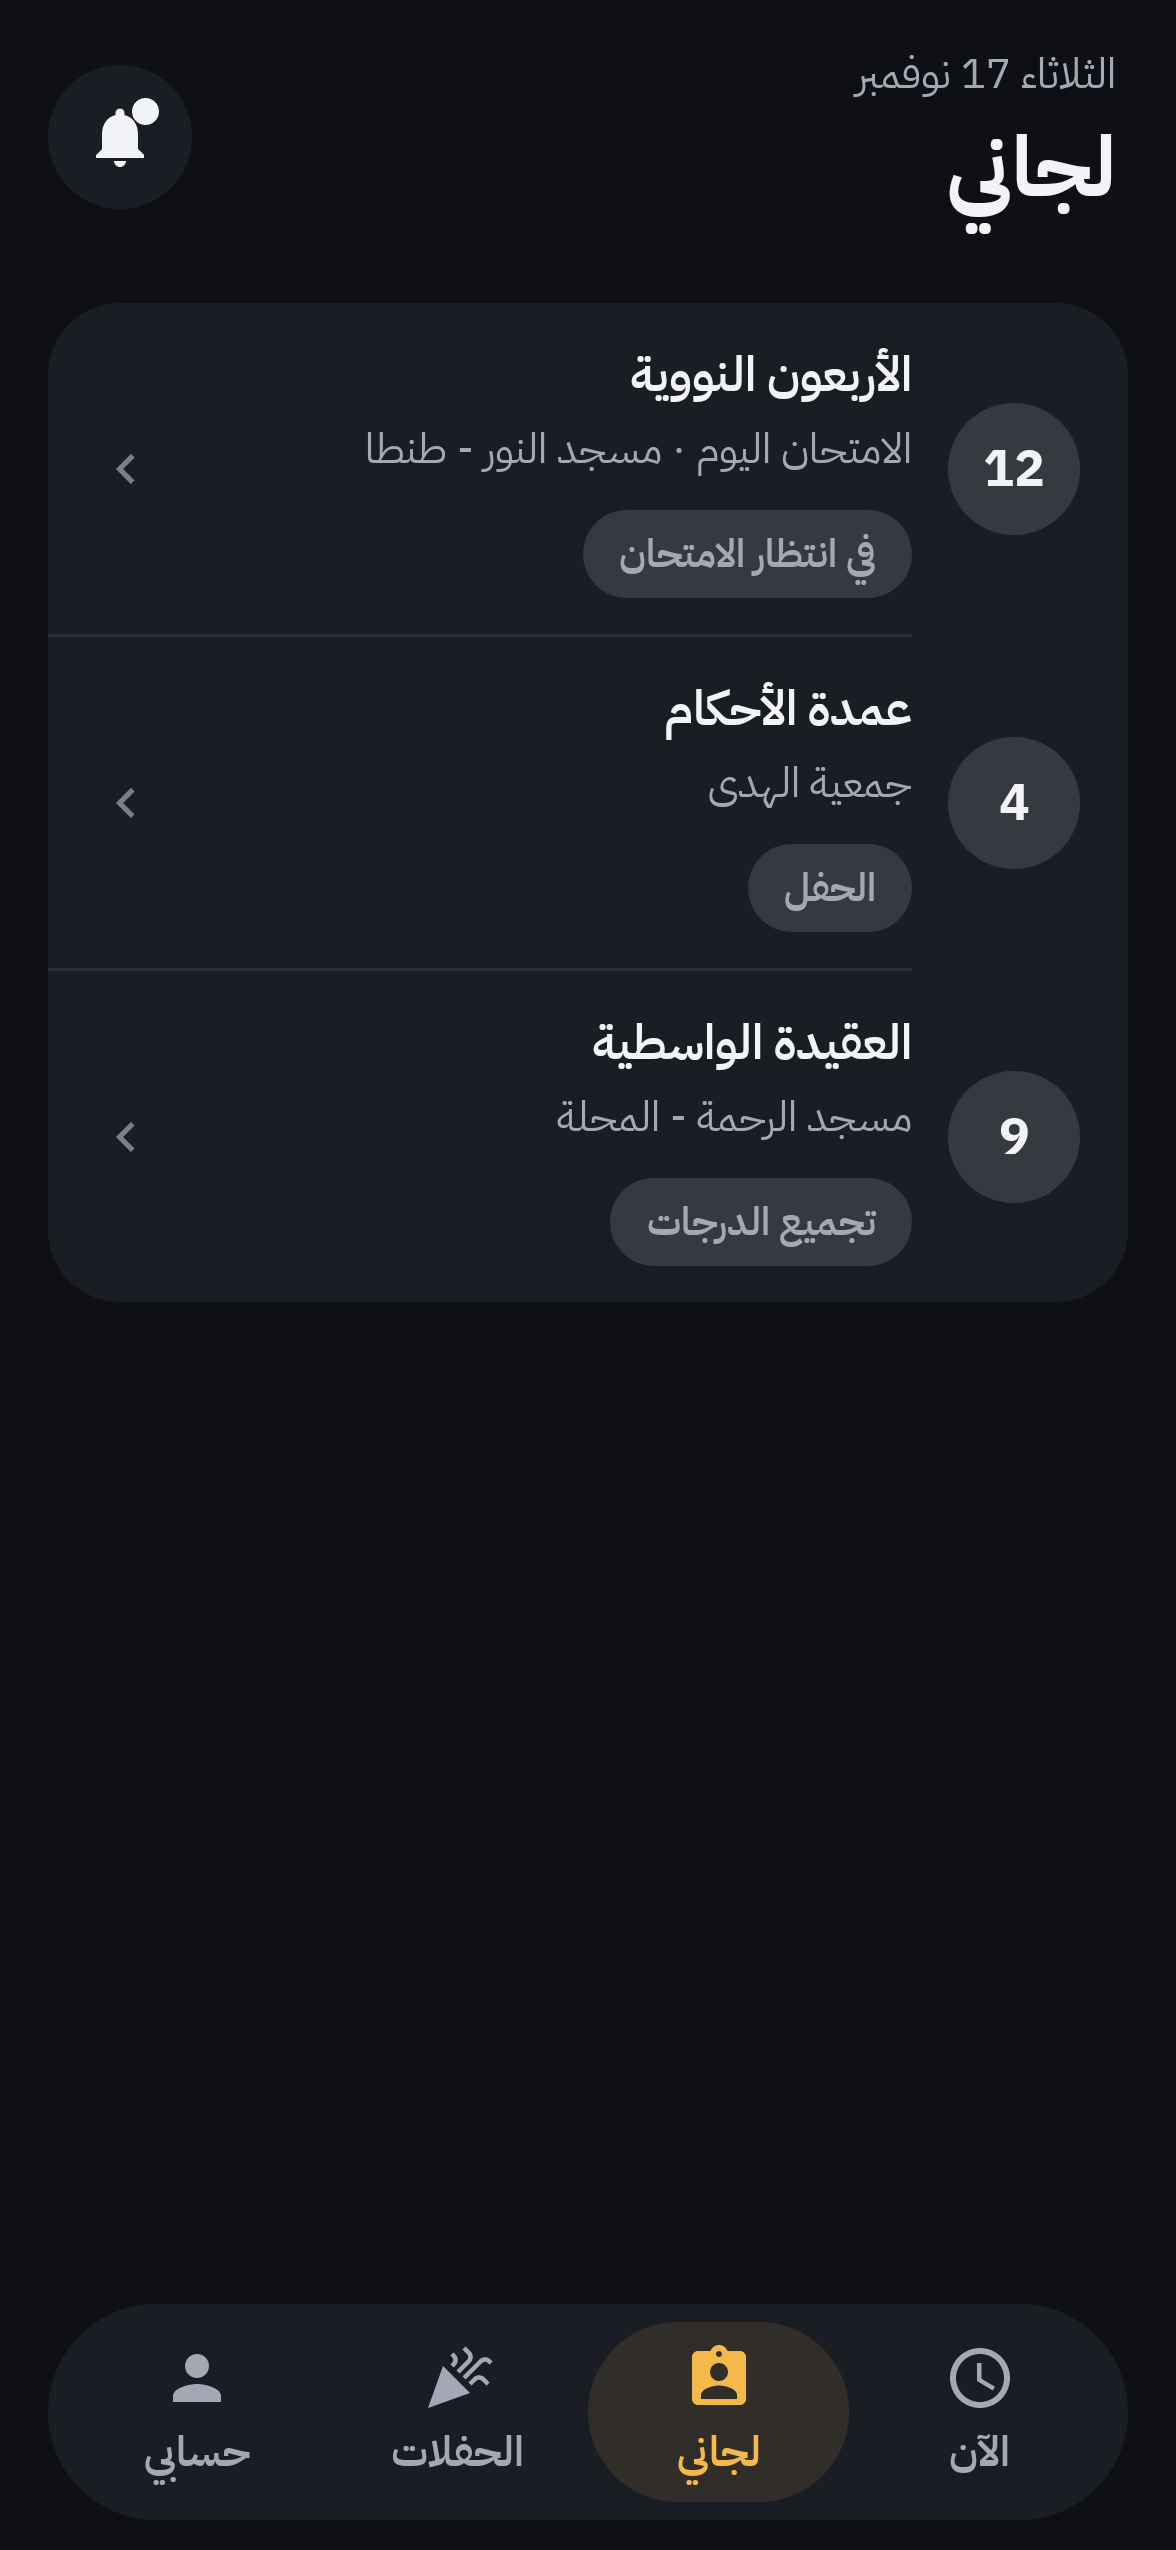 الثلاثاء 17 نوفمبر
لجاني
12
الأربعون النووية
الامتحان اليوم · مسجد النور - طنطا
في انتظار الامتحان
4
عمدة الأحكام
جمعية الهدى
الحفل
9
العقيدة الواسطية
مسجد الرحمة - المحلة
تجميع الدرجات
الآن
لجاني
الحفلات
حسابي